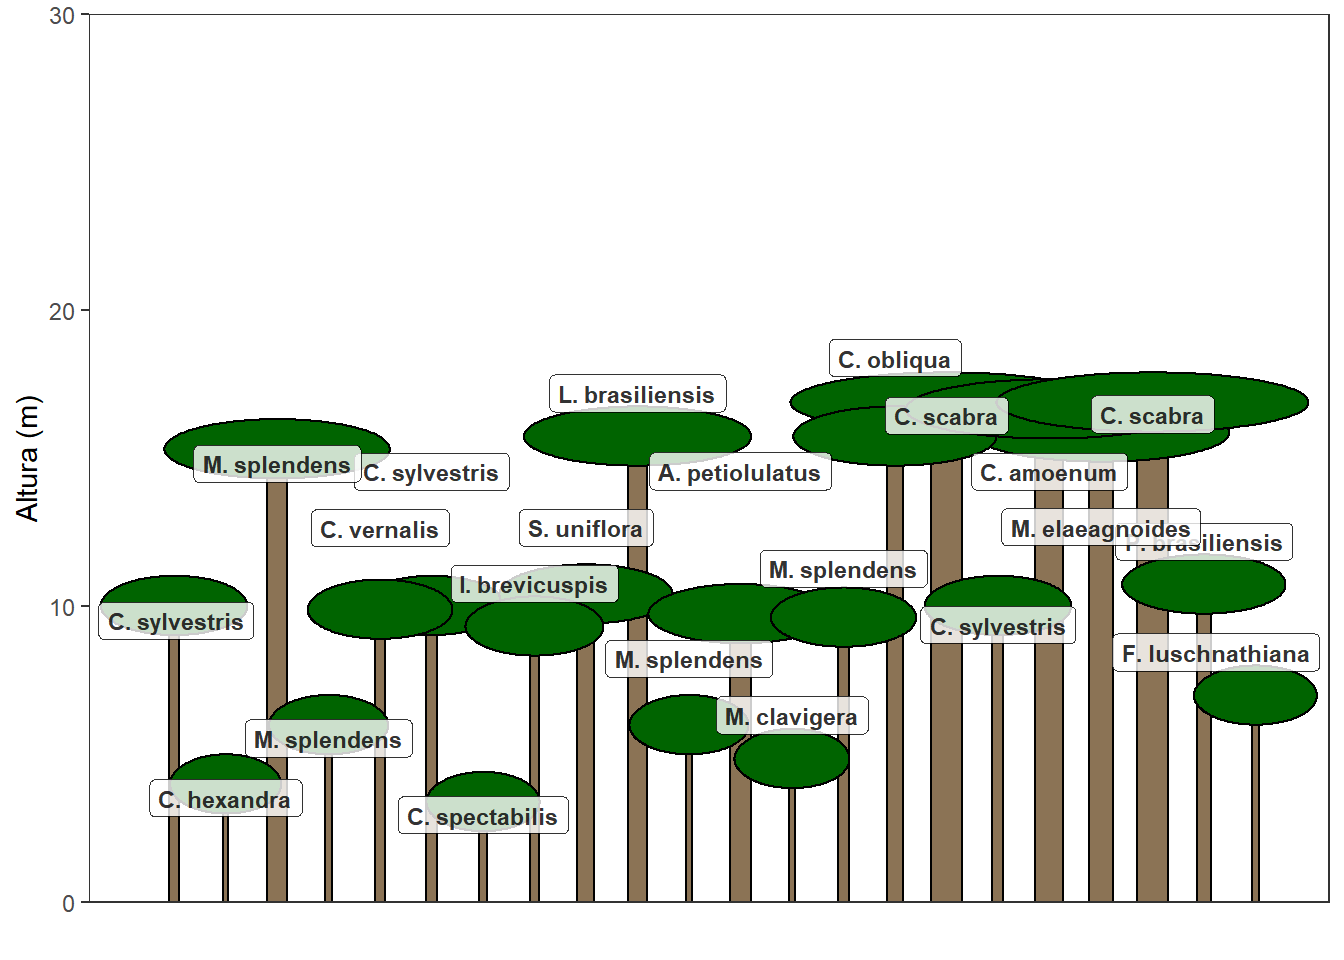 30
20
10
0
Altura (m)
C. obliqua
L. brasiliensis
C. scabra
C. scabra
M. splendens
C. sylvestris
A. petiolulatus
C. amoenum
C. vernalis
S. uniflora
M. elaeagnoides
P. brasiliensis
M. splendens
I. brevicuspis
C. sylvestris
C. sylvestris
M. splendens
F. luschnathiana
M. clavigera
M. splendens
C. hexandra
C. spectabilis